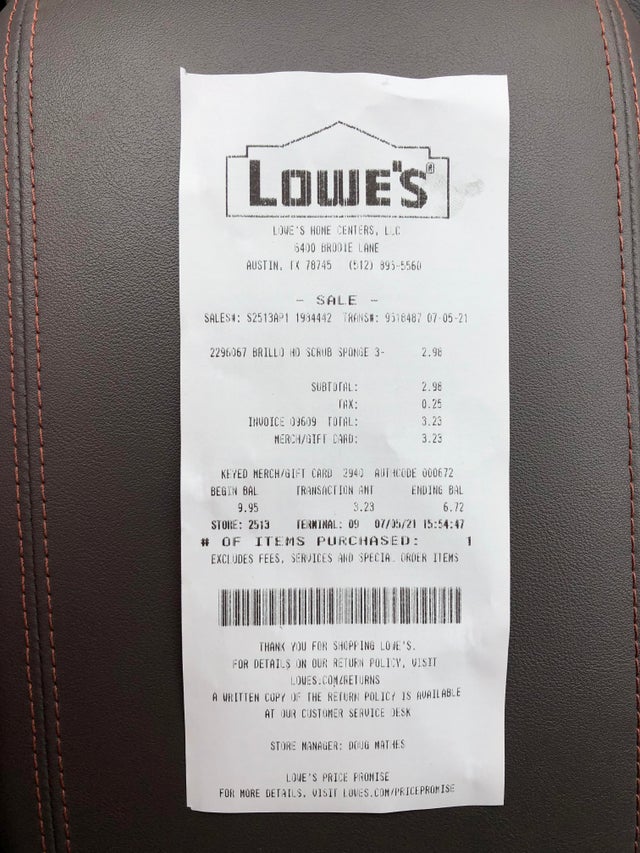 LOWE'S
LOWE'S HOME CENTERS, LLC
6400 BRODIE LANE
AUSTIN, TX 78745 (512) 895-5560
- SALE -
SALES#: S2513AP1 1934442 TRANS#: 9518487 07-05-21
2296067 BRILLO HD SCRUB SPONGE 3- 2.98
SUBTOTAL: 2.98
TAX: 0.25
INVOICE 09609 TOTAL: 3.23
MERCH/GIFT CARD: 3.23
KEYED MERCH/GIFT CARD 2940 AUTHCODE 000672
BEGIN BAL TRANSACTION AMT ENDING BAL
9.95 3.23 6.72
STORE: 2513 TERMINAL: 09 07/05/21 15:54:47
# OF ITEMS PURCHASED: 1
EXCLUDES FEES, SERVICES AND SPECIAL ORDER ITEMS
THANK YOU FOR SHOPPING LOWE'S.
FOR DETAILS ON OUR RETURN POLICY, VISIT
LOWES.COM/RETURNS
A WRITTEN COPY OF THE RETURN POLICY IS AVAILABLE
AT OUR CUSTOMER SERVICE DESK
STORE MANAGER: DOUG MATHES
LOWE'S PRICE PROMISE
FOR MORE DETAILS, VISIT LOWES.COM/PRICEPROMISE